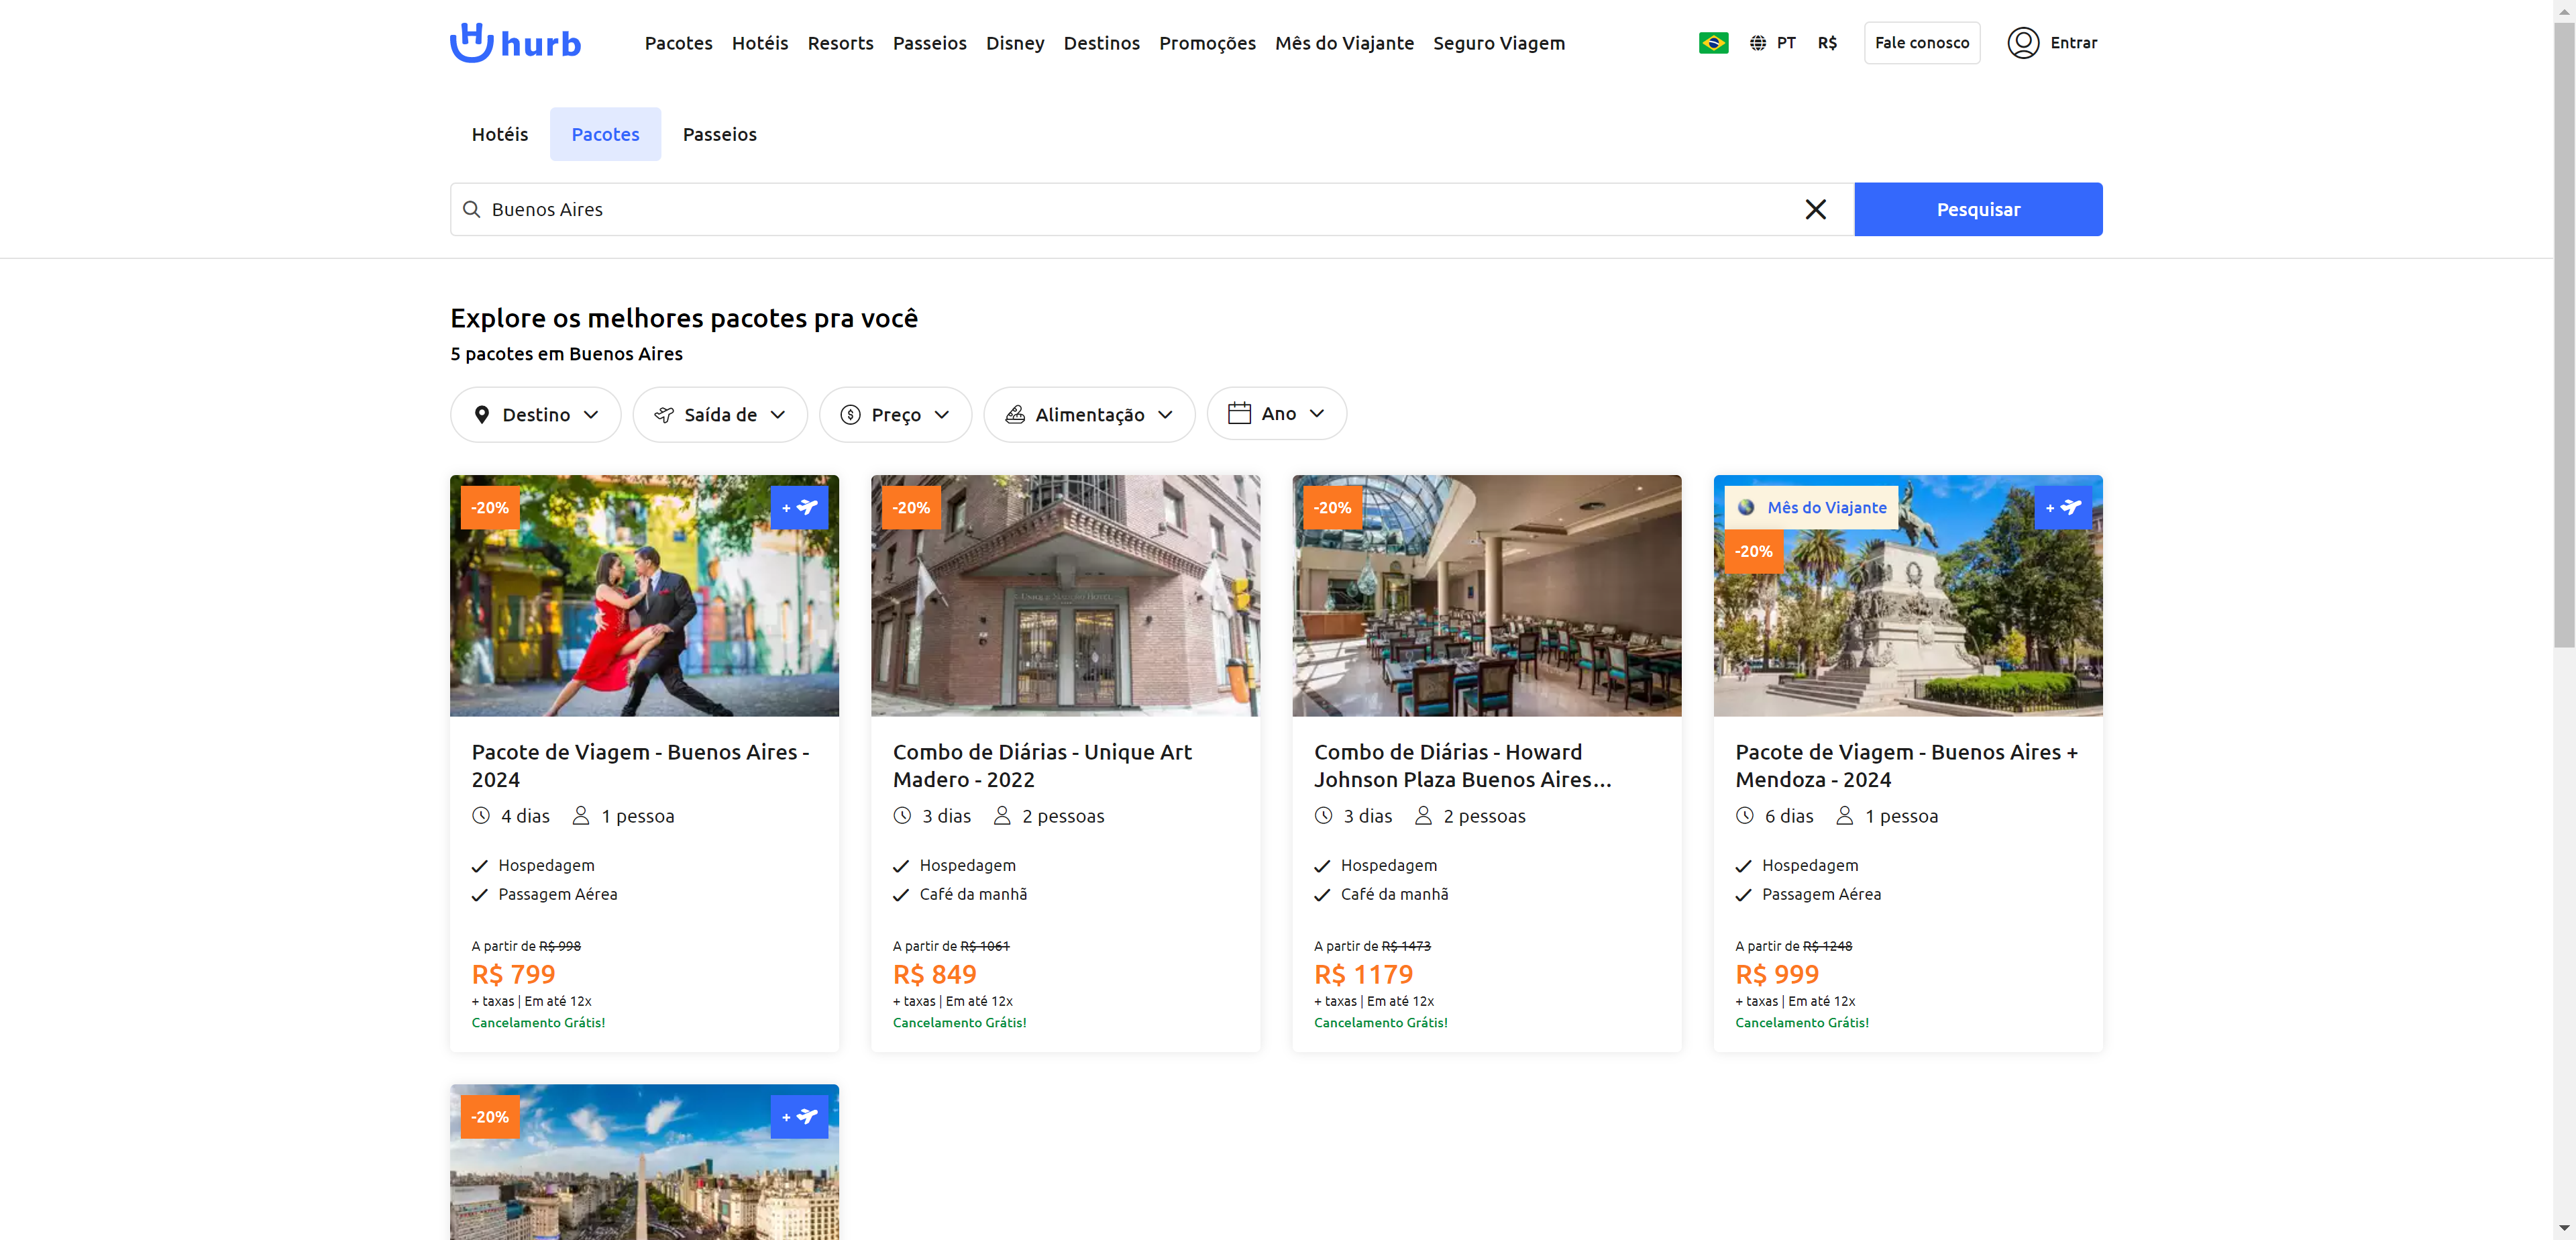 hurb
Pacotes Hotéis Resorts Passeios Disney Destinos Promoções Mês do Viajante Seguro Viagem
PT R$ Fale conosco Entrar
Hotéis Pacotes Passeios
Buenos Aires
Pesquisar
Explore os melhores pacotes pra você
5 pacotes em Buenos Aires
Destino Saída de Preço Alimentação Ano
-20% +
Pacote de Viagem - Buenos Aires -
2024
4 dias 1 pessoa
Hospedagem
Passagem Aérea
A partir de R$ 998
R$ 799
+ taxas | Em até 12x
Cancelamento Grátis!
-20%
UNIQUE MADERO HOTEL
Combo de Diárias - Unique Art
Madero - 2022
3 dias 2 pessoas
Hospedagem
Café da manhã
A partir de R$ 1061
R$ 849
+ taxas | Em até 12x
Cancelamento Grátis!
-20%
Combo de Diárias - Howard
Johnson Plaza Buenos Aires...
3 dias 2 pessoas
Hospedagem
Café da manhã
A partir de R$ 1473
R$ 1179
+ taxas | Em até 12x
Cancelamento Grátis!
Mês do Viajante +
-20%
Pacote de Viagem - Buenos Aires +
Mendoza - 2024
6 dias 1 pessoa
Hospedagem
Passagem Aérea
A partir de R$ 1248
R$ 999
+ taxas | Em até 12x
Cancelamento Grátis!
-20% +